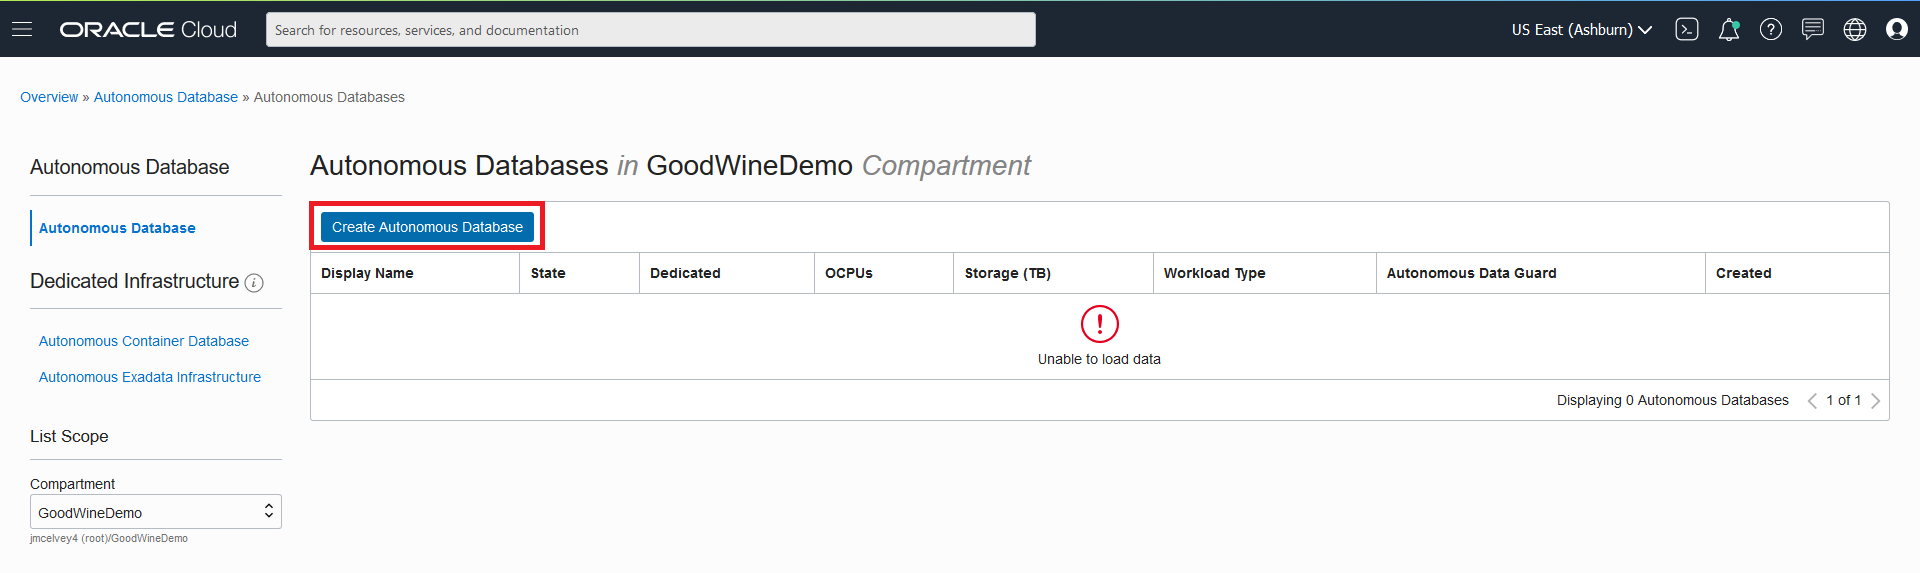 ORACLE Cloud
Search for resources, services, and documentation
US East (Ashburn)
Overview » Autonomous Database » Autonomous Databases
Autonomous Database
Autonomous Database
Dedicated Infrastructure i
Autonomous Container Database
Autonomous Exadata Infrastructure
List Scope
Compartment
GoodWineDemo
jmcelvey4 (root)/GoodWineDemo
Autonomous Databases in GoodWineDemo Compartment
Create Autonomous Database
Display Name State Dedicated OCPUs Storage (TB) Workload Type Autonomous Data Guard Created
!
Unable to load data
Displaying 0 Autonomous Databases < 1 of 1 >